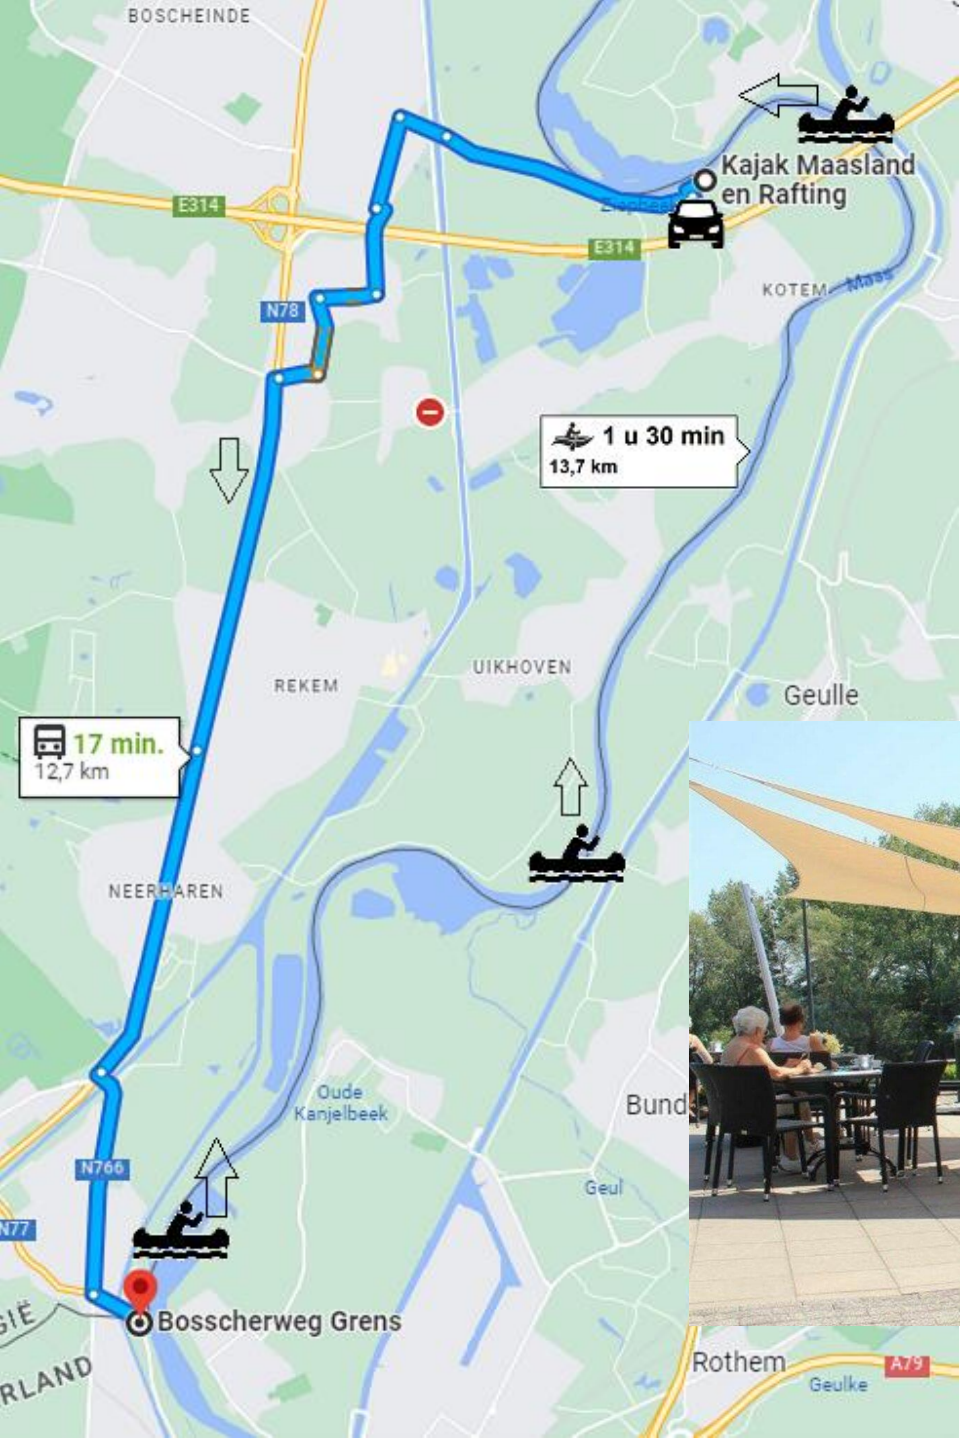 BOSCHEINDE
Kajak Maasland
en Rafting
E314
E314
KOTEM
Maas
N78
1 u 30 min
13,7 km
REKEM
UIKHOVEN
Geulle
17 min.
12,7 km
NEERHAREN
Oude
Kanjelbeek
Bund
N766
Geul
N77
GIË
Bosscherweg Grens
RLAND
Rothem
A79
Geulke